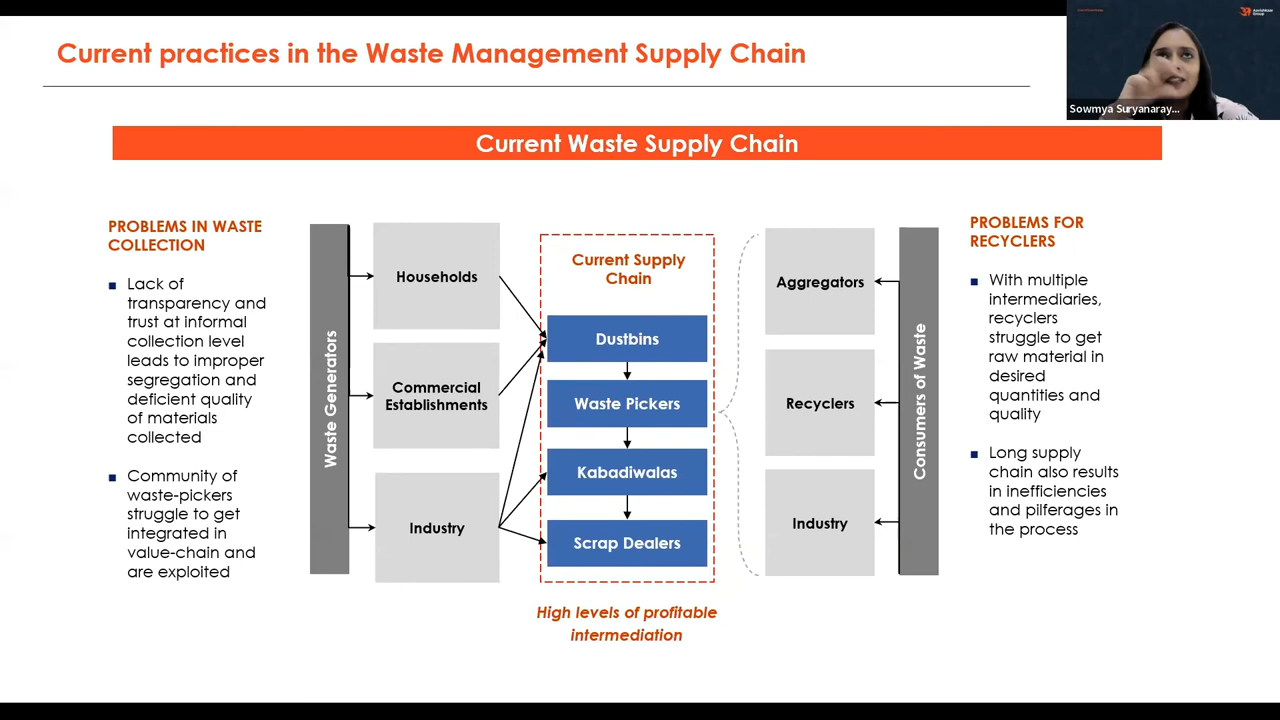 Current practices in the Waste Management Supply Chain
Aavishkaar
Group
Sowmya Suryanaray...
Current Waste Supply Chain
PROBLEMS IN WASTE
COLLECTION
Lack of
transparency and
trust at informal
collection level
leads to improper
segregation and
deficient quality
of materials
collected
Community of
waste-pickers
struggle to get
integrated in
value-chain and
are exploited
Waste Generators
Households
Commercial
Establishments
Industry
Current Supply
Chain
Dustbins
Waste Pickers
Kabadiwalas
Scrap Dealers
High levels of profitable
intermediation
Aggregators
Recyclers
Industry
Consumers of Waste
PROBLEMS FOR
RECYCLERS
With multiple
intermediaries,
recyclers
struggle to get
raw material in
desired
quantities and
quality
Long supply
chain also results
in inefficiencies
and pilferages in
the process